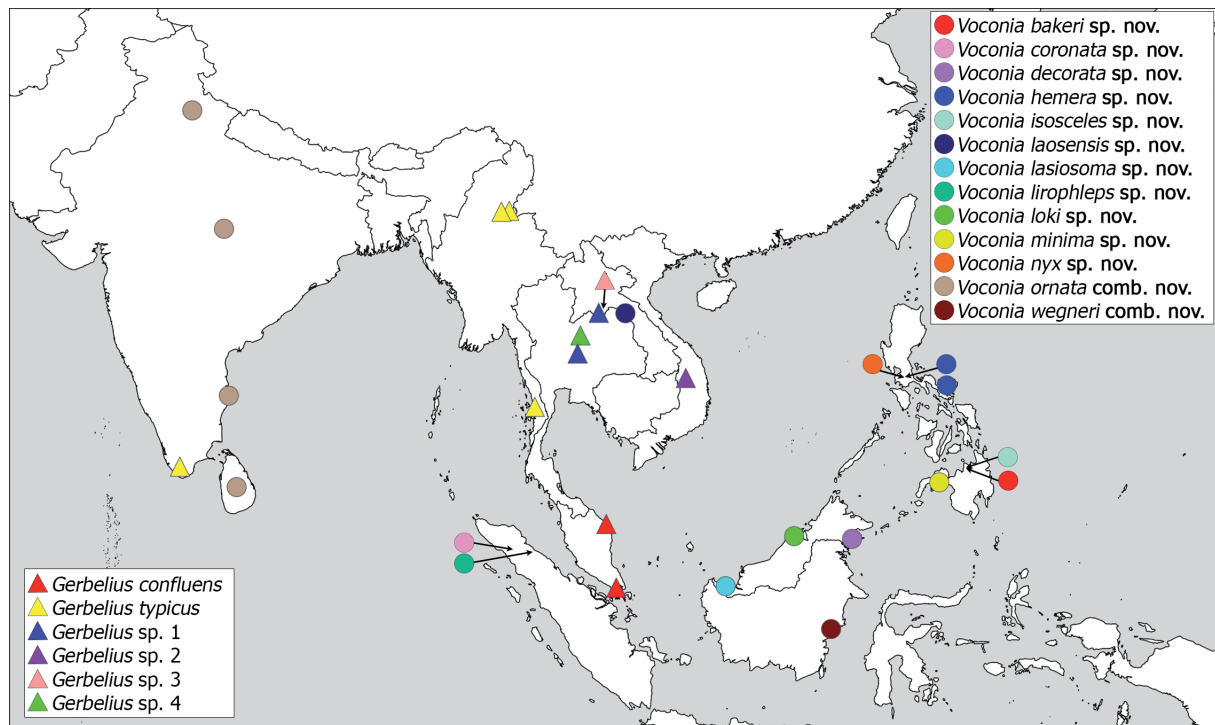 Voconia bakeri sp. nov.
Voconia coronata sp. nov.
Voconia decorata sp. nov.
Voconia hemera sp. nov.
Voconia isosceles sp. nov.
Voconia laosensis sp. nov.
Voconia lasiosoma sp. nov.
Voconia lirophleps sp. nov.
Voconia loki sp. nov.
Voconia minima sp. nov.
Voconia nyx sp. nov.
Voconia ornata comb. nov.
Voconia wegneri comb. nov.
Gerbelius confluens
Gerbelius typicus
Gerbelius sp. 1
Gerbelius sp. 2
Gerbelius sp. 3
Gerbelius sp. 4